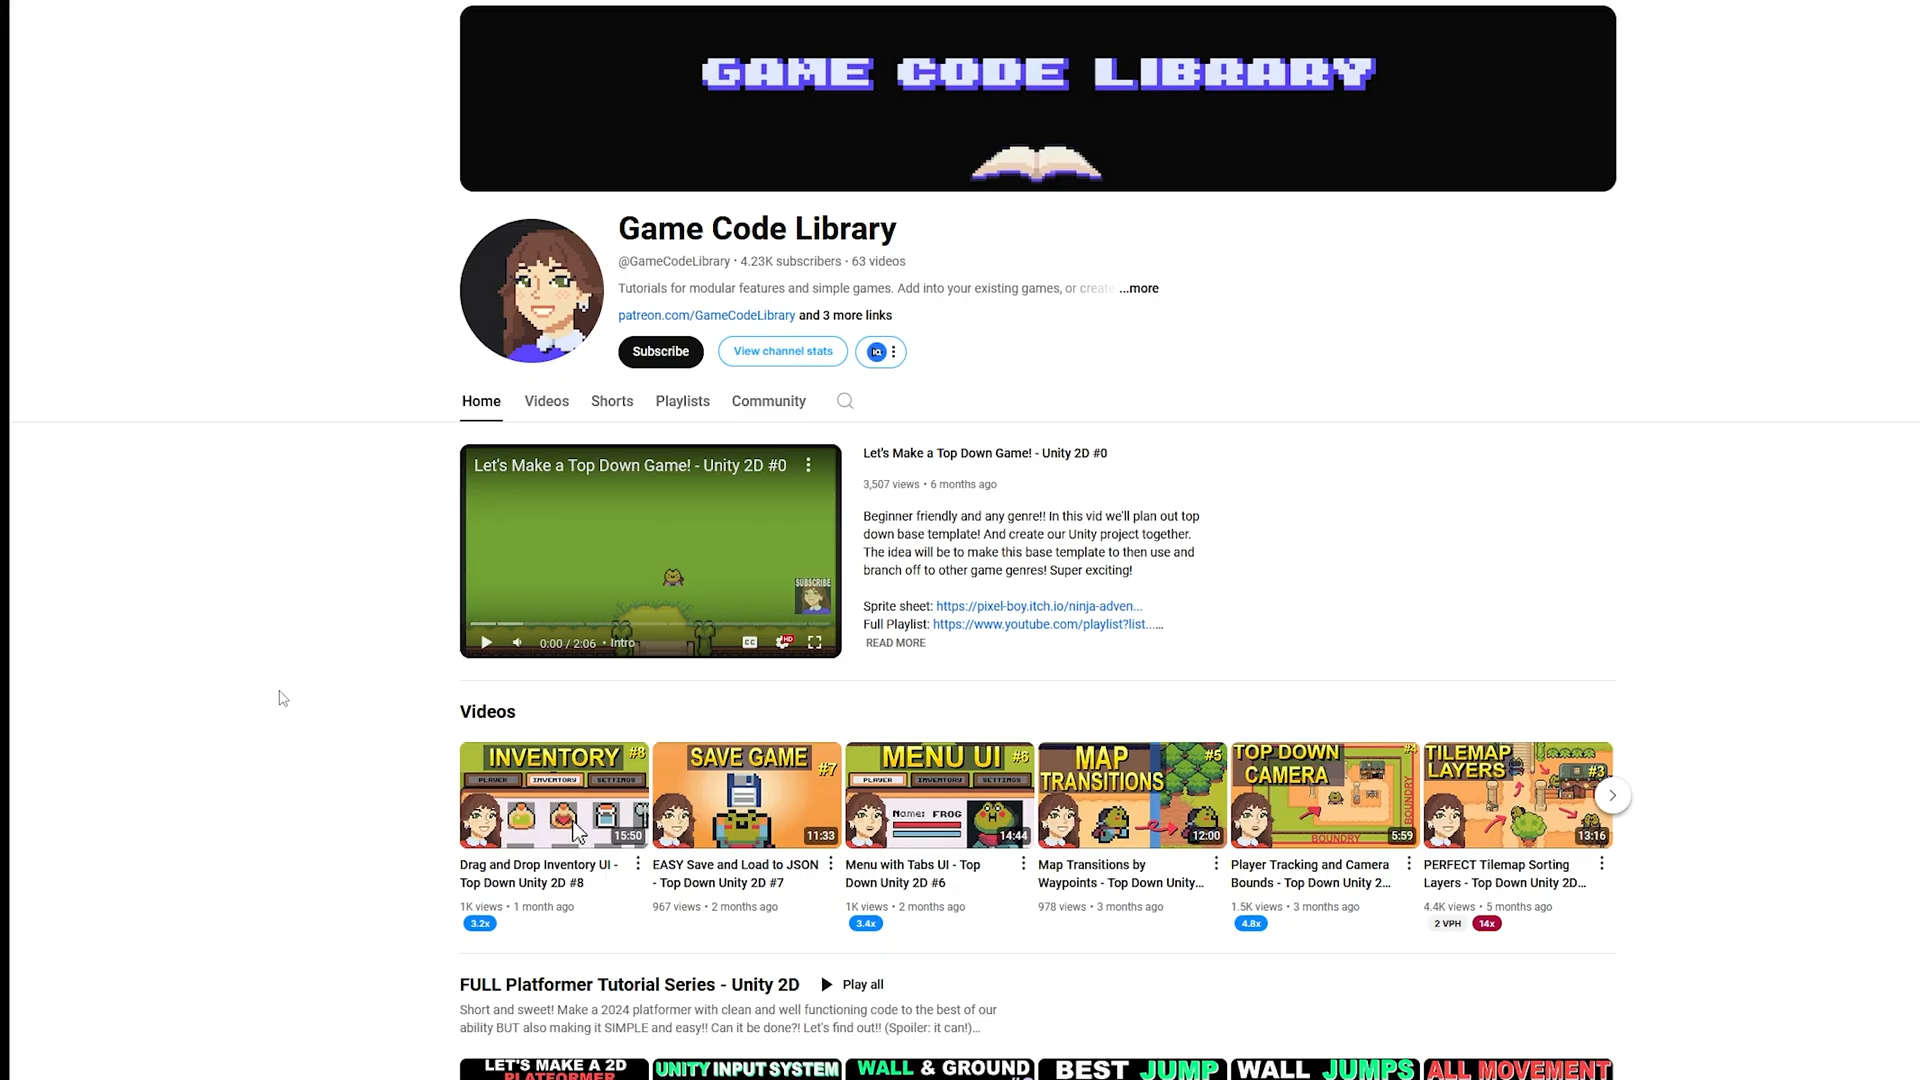 GAME CODE LIBRARY
Game Code Library
@GameCodeLibrary • 4.23K subscribers • 63 videos
Tutorials for modular features and simple games. Add into your existing games, or create ...more
patreon.com/GameCodeLibrary and 3 more links
Subscribe
View channel stats
Home
Videos
Shorts
Playlists
Community
Let's Make a Top Down Game! - Unity 2D #0
SUBSCRIBE
0:00 / 2:06 • Intro
CC
HD
Let's Make a Top Down Game! - Unity 2D #0
3,507 views • 6 months ago
Beginner friendly and any genre!! In this vid we'll plan out top
down base template! And create our Unity project together.
The idea will be to make this base template to then use and
branch off to other game genres! Super exciting!
Sprite sheet: https://pixel-boy.itch.io/ninja-adven...
Full Playlist: https://www.youtube.com/playlist?list......
READ MORE
Videos
INVENTORY #8
PLAYER INVENTORY SETTINGS
15:50
Drag and Drop Inventory UI -
Top Down Unity 2D #8
1K views • 1 month ago
3.2x
SAVE GAME
#7
11:33
EASY Save and Load to JSON
- Top Down Unity 2D #7
967 views • 2 months ago
MENU UI #6
PLAYER INVENTORY SETTINGS
Name: FROG
14:44
Menu with Tabs UI - Top
Down Unity 2D #6
1K views • 2 months ago
3.4x
MAP #5
TRANSITIONS
12:00
Map Transitions by
Waypoints - Top Down Unity...
978 views • 3 months ago
TOP DOWN #4
CAMERA
BOUNDRY
BOUNDRY
5:59
Player Tracking and Camera
Bounds - Top Down Unity 2...
1.5K views • 3 months ago
4.8x
TILEMAP
LAYERS #3
13:16
PERFECT Tilemap Sorting
Layers - Top Down Unity 2D...
4.4K views • 5 months ago
2 VPH 14x
FULL Platformer Tutorial Series - Unity 2D
Play all
Short and sweet! Make a 2024 platformer with clean and well functioning code to the best of our
ability BUT also making it SIMPLE and easy!! Can it be done?! Let's find out!! (Spoiler: it can!)...
LET'S MAKE A 2D
PLATFORMER
UNITY INPUT SYSTEM
WALL & GROUND
BEST JUMP
WALL JUMPS
ALL MOVEMENT